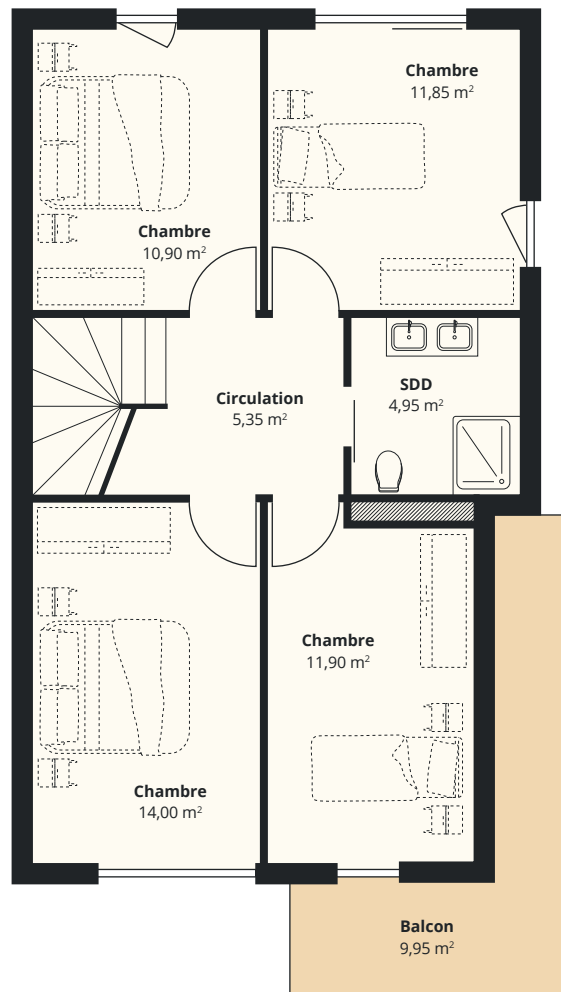 Chambre
11,85 m²
Chambre
10,90 m²
SDD
4,95 m²
Circulation
5,35 m²
Chambre
11,90 m²
Chambre
14,00 m²
Balcon
9,95 m²